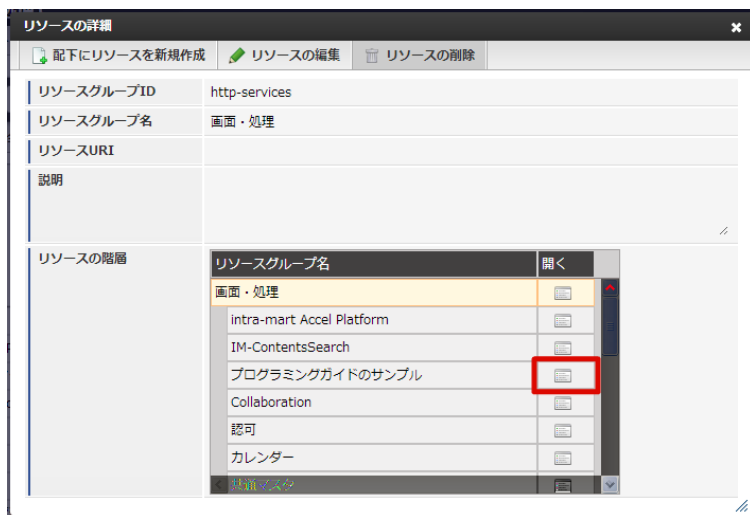 リソースの詳細
配下にリソースを新規作成 リソースの編集 リソースの削除
リソースグループID http-services
リソースグループ名 画面・処理
リソースURI
説明
リソースの階層
リソースグループ名 開く
画面・処理
intra-mart Accel Platform
IM-ContentsSearch
プログラミングガイドのサンプル
Collaboration
認可
カレンダー